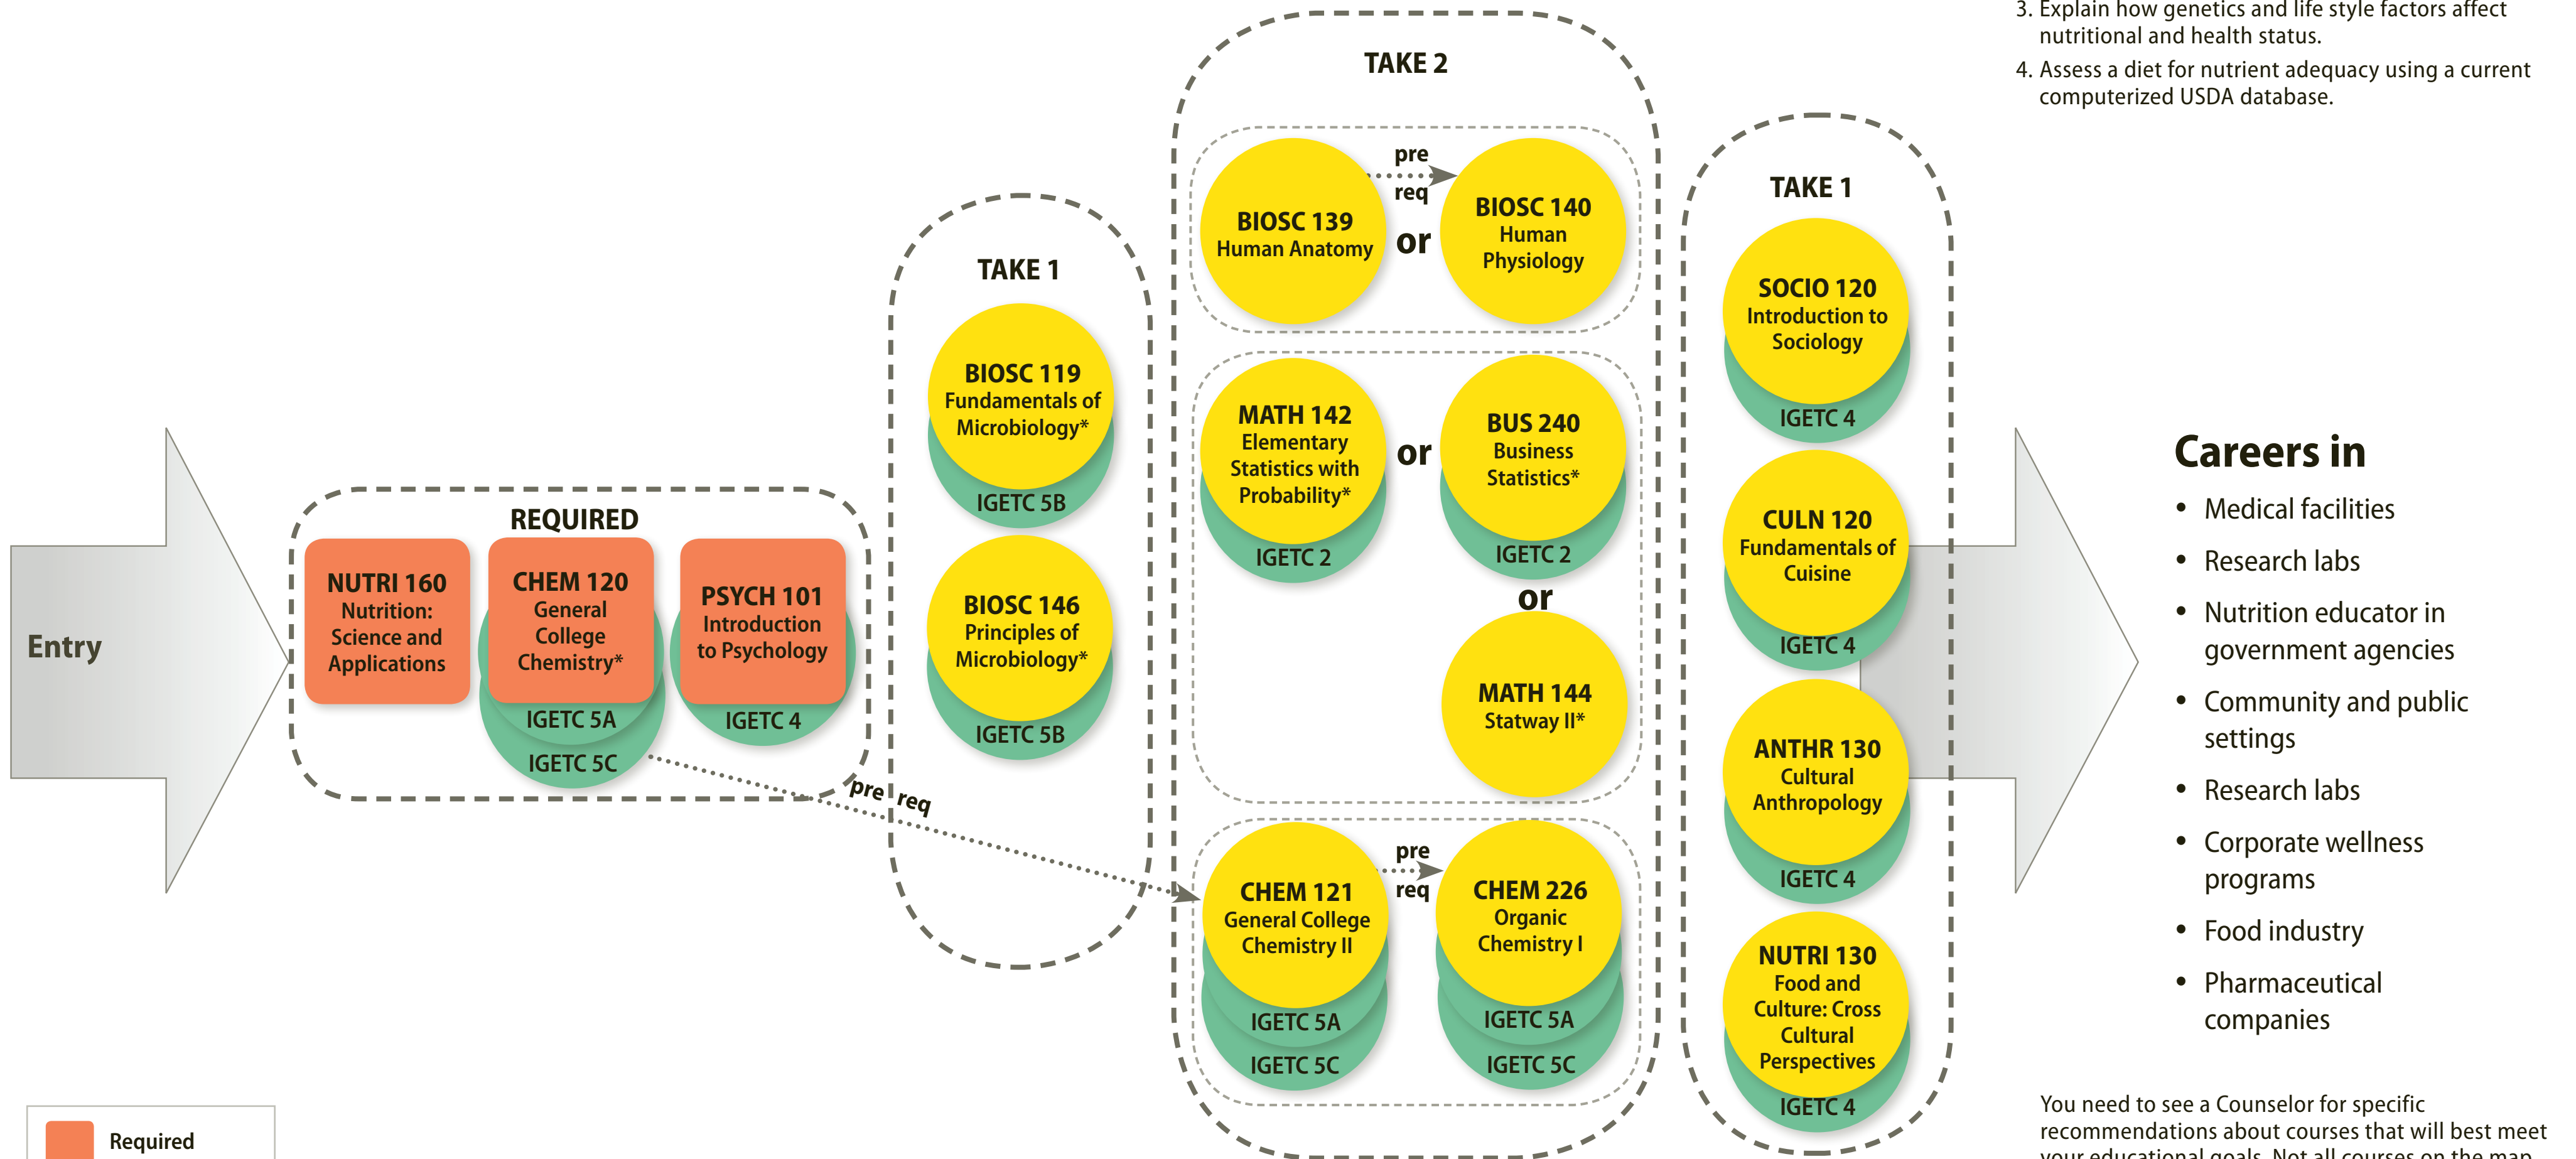 3. Explain how genetics and life style factors affect
nutritional and health status.
4. Assess a diet for nutrient adequacy using a current
computerized USDA database.
Entry
REQUIRED
NUTRI 160
Nutrition:
Science and
Applications
CHEM 120
General
College
Chemistry*
IGETC 5A
IGETC 5C
PSYCH 101
Introduction
to Psychology
IGETC 4
pre req
TAKE 1
BIOSC 119
Fundamentals of
Microbiology*
IGETC 5B
BIOSC 146
Principles of
Microbiology*
IGETC 5B
TAKE 2
BIOSC 139
Human Anatomy
pre
req
or
BIOSC 140
Human
Physiology
MATH 142
Elementary
Statistics with
Probability*
IGETC 2
or
BUS 240
Business
Statistics*
IGETC 2
or
MATH 144
Statway II*
CHEM 121
General College
Chemistry II
IGETC 5A
IGETC 5C
pre
req
CHEM 226
Organic
Chemistry I
IGETC 5A
IGETC 5C
TAKE 1
SOCIO 120
Introduction to
Sociology
IGETC 4
CULN 120
Fundamentals of
Cuisine
IGETC 4
ANTHR 130
Cultural
Anthropology
IGETC 4
NUTRI 130
Food and
Culture: Cross
Cultural
Perspectives
IGETC 4
Careers in
• Medical facilities
• Research labs
• Nutrition educator in
government agencies
• Community and public
settings
• Research labs
• Corporate wellness
programs
• Food industry
• Pharmaceutical
companies
Required
You need to see a Counselor for specific
recommendations about courses that will best meet
your educational goals. Not all courses on the map